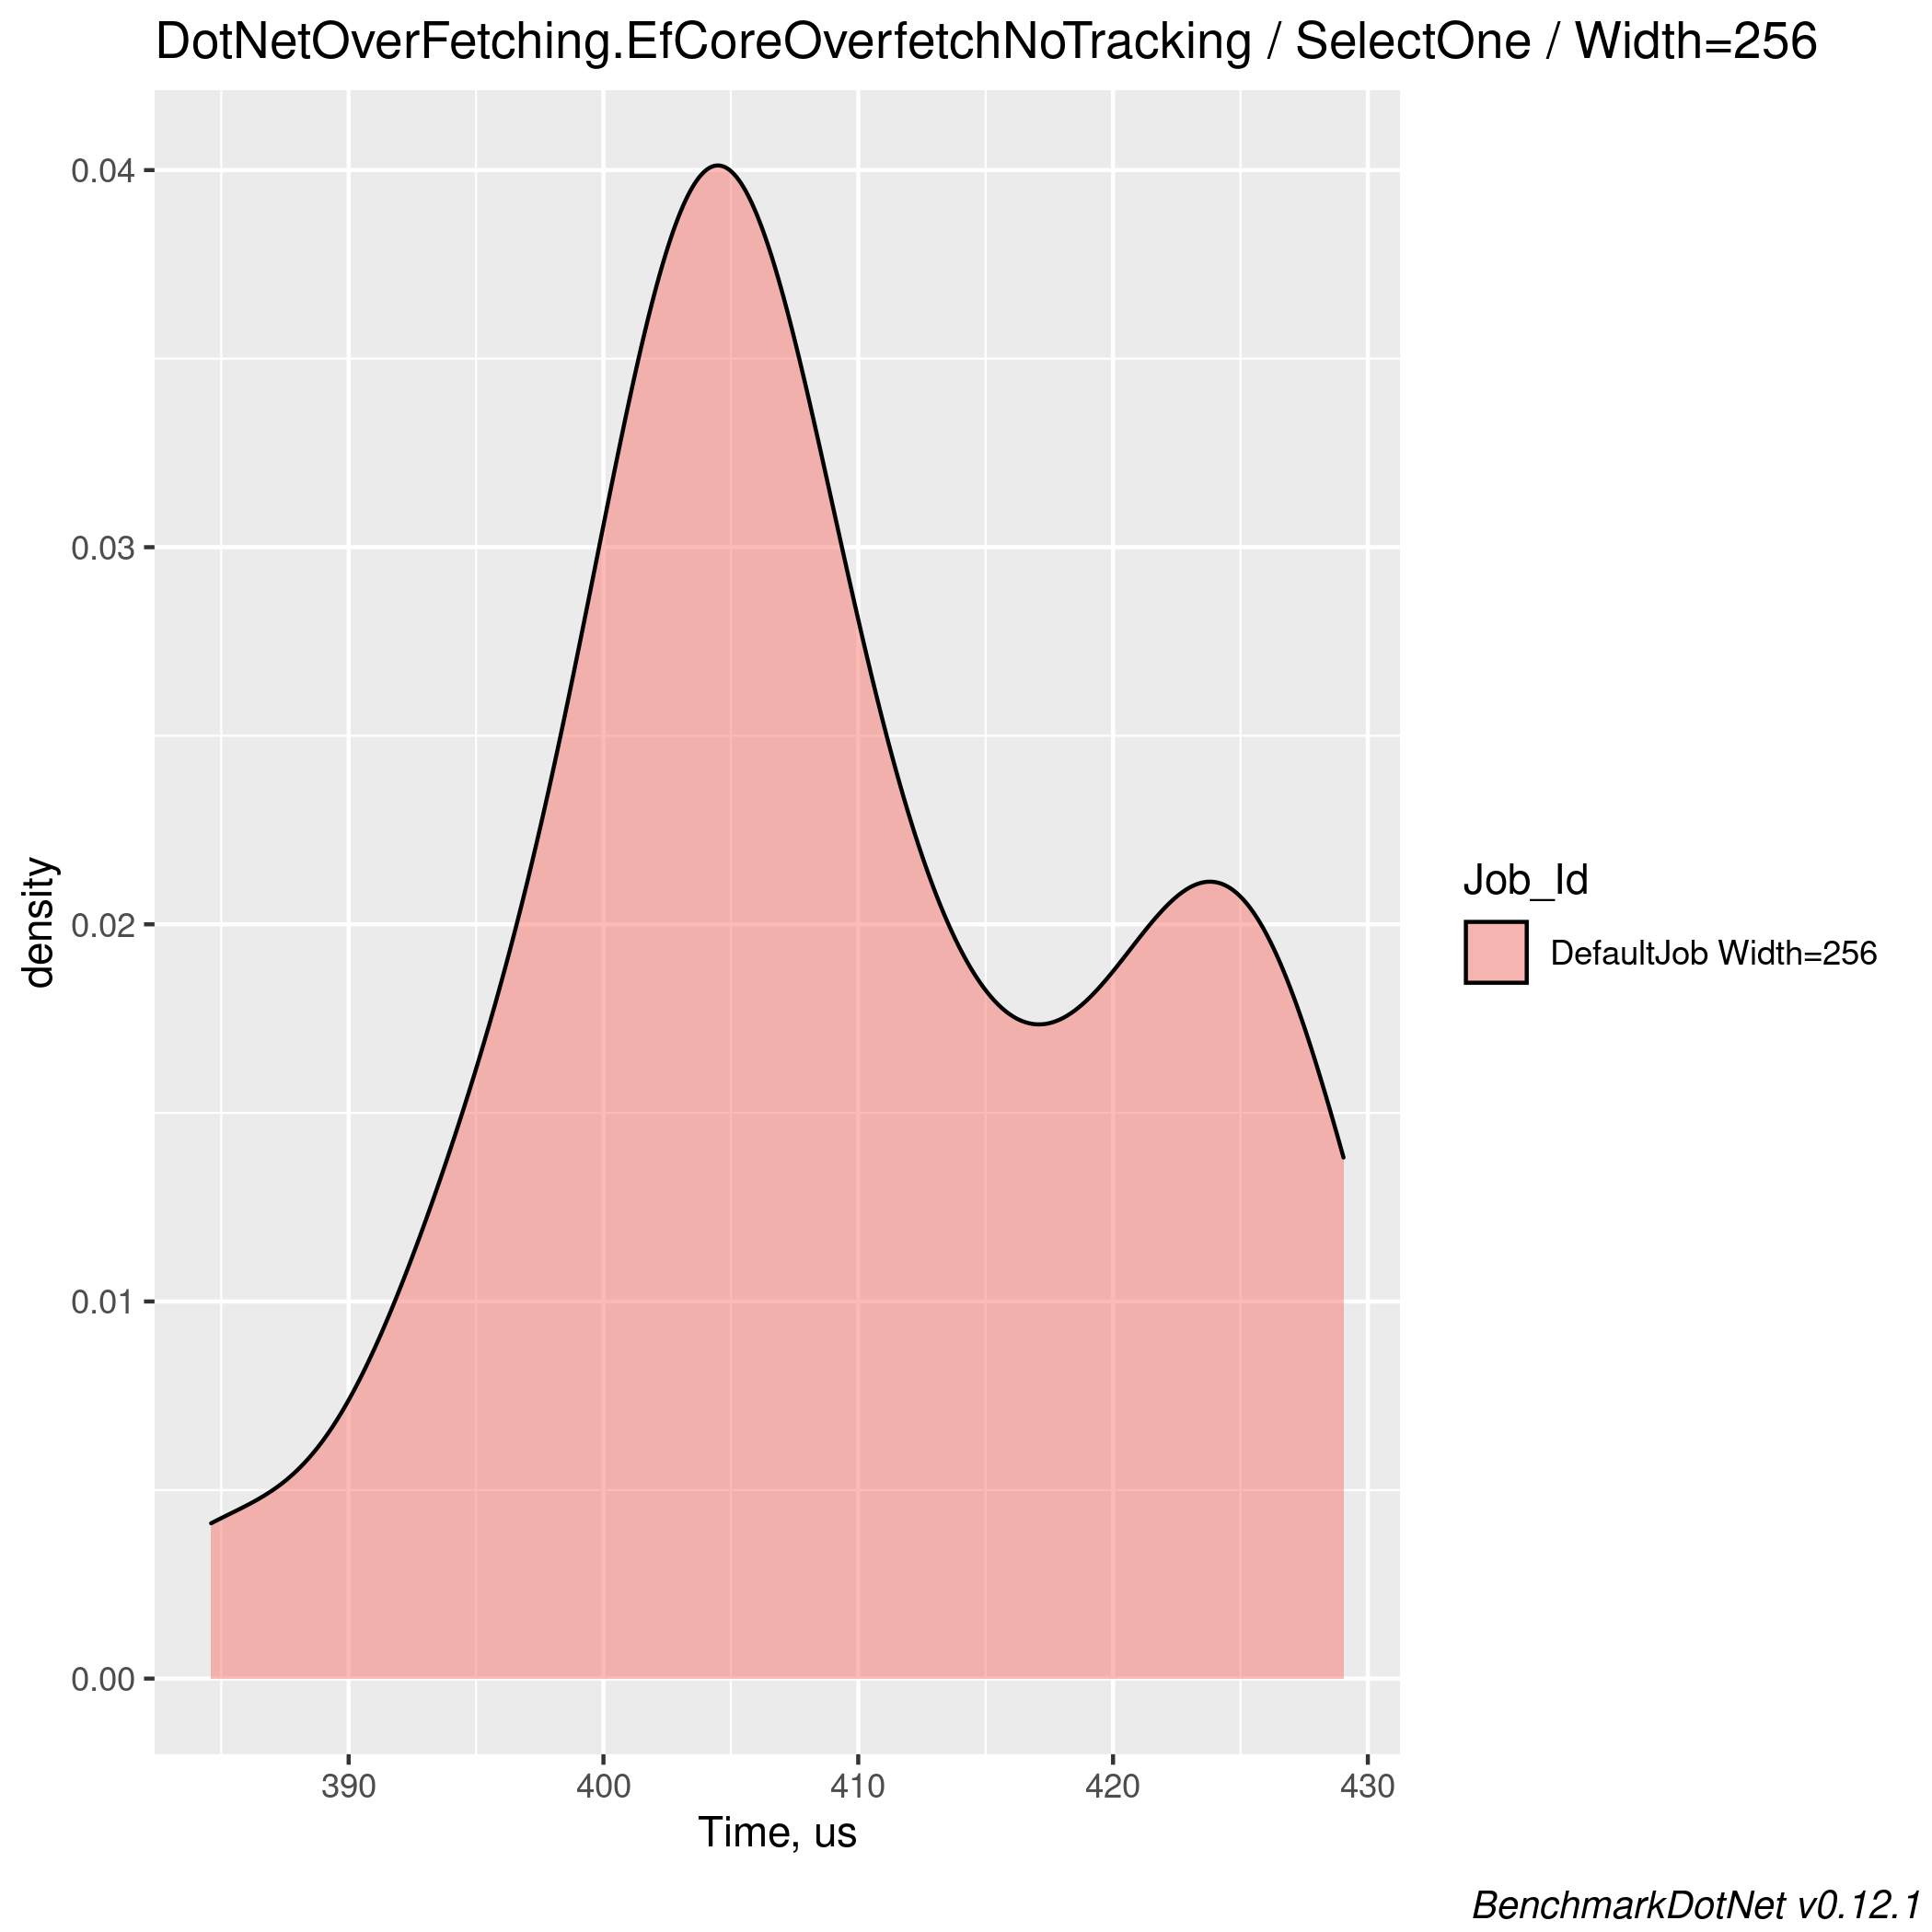 DotNetOverFetching.EfCoreOverfetchNoTracking / SelectOne / Width=256
0.04
0.03
0.02
0.01
0.00
density
390 400 410 420 430
Time, us
Job_Id
DefaultJob Width=256
BenchmarkDotNet v0.12.1